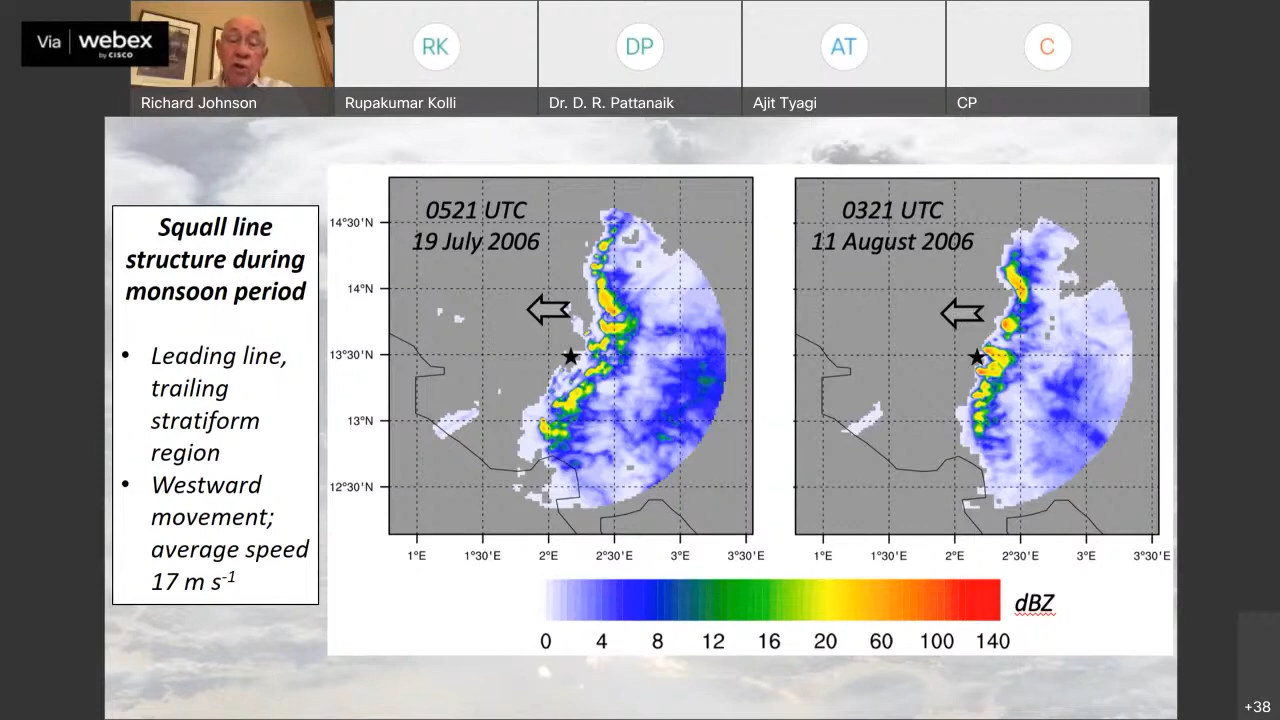 Via webex
by CISCO
RK
DP
AT
C
Richard Johnson
Rupakumar Kolli
Dr. D. R. Pattanaik
Ajit Tyagi
CP
Squall line
structure during
monsoon period
• Leading line,
trailing
stratiform
region
• Westward
movement;
average speed
17 m s-1
0521 UTC
19 July 2006
14°30'N
14°N
13°30'N
13°N
12°30'N
1°E 1°30'E 2°E 2°30'E 3°E 3°30'E
0321 UTC
11 August 2006
1°E 1°30'E 2°E 2°30'E 3°E 3°30'E
dBZ
0 4 8 12 16 20 60 100 140
+38